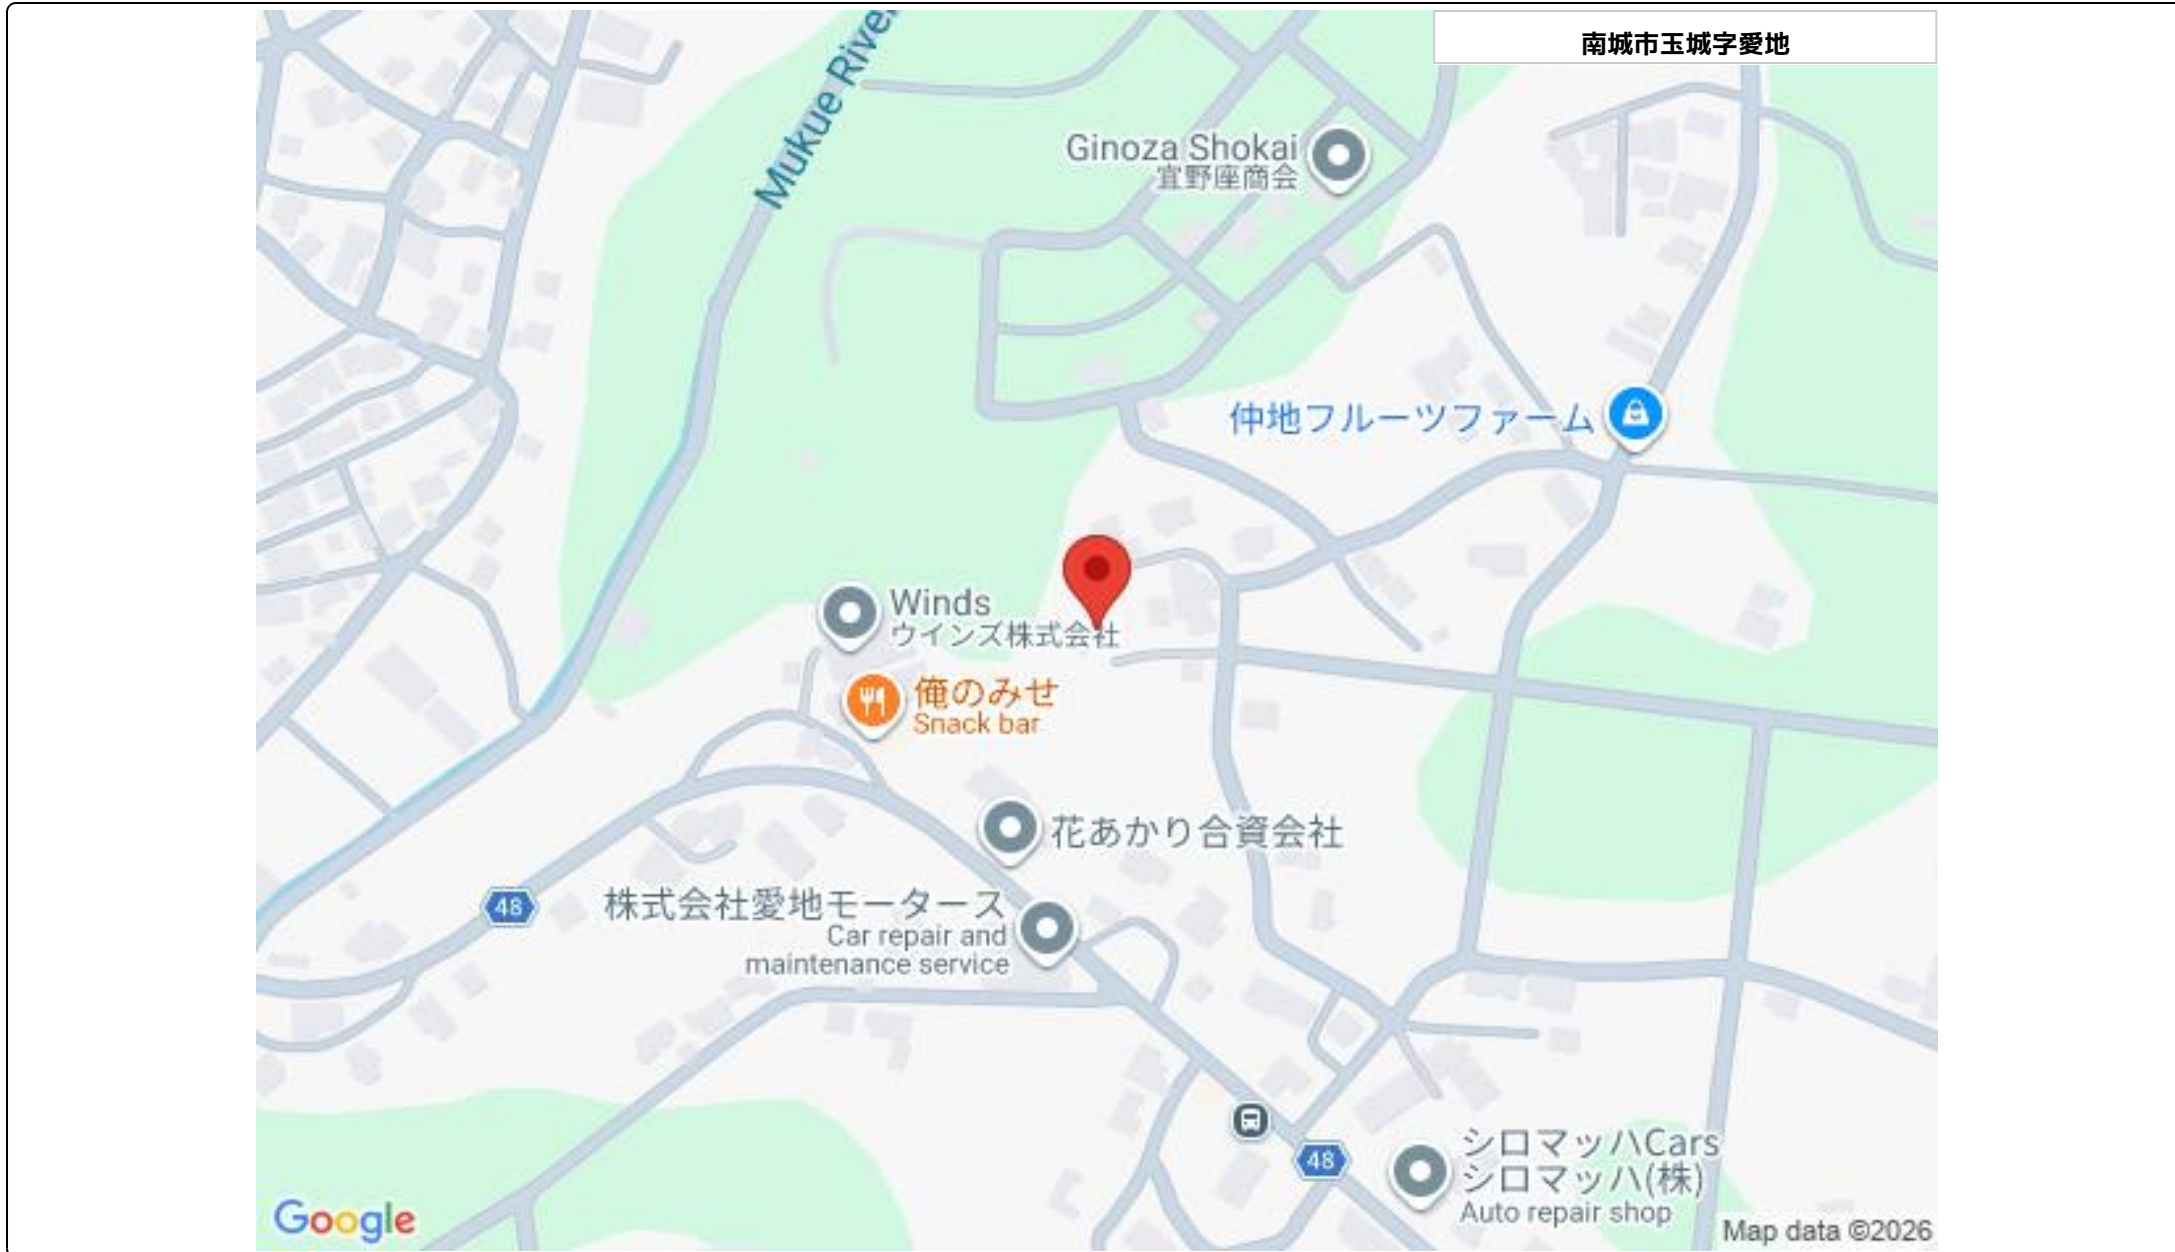 南城市玉城字愛地
Mukue River
Ginoza Shokai
宜野座商会
仲地フルーツファーム
Winds
ウインズ株式会社
俺のみせ
Snack bar
花あかり合資会社
48
株式会社愛地モータース
Car repair and
maintenance service
48
シロマッハCars
シロマッハ(株)
Auto repair shop
Google
Map data ©2026